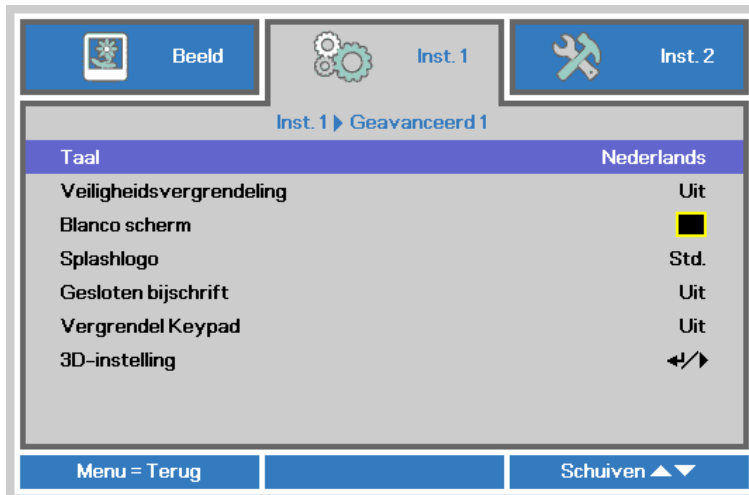 Beeld Inst. 1 Inst. 2
Inst. 1 ▶ Geavanceerd 1
Taal Nederlands
Veiligheidsvergrendeling Uit
Blanco scherm
Splashlogo Std.
Gesloten bijschrift Uit
Vergrendel Keypad Uit
3D-instelling ↵/▶
Menu = Terug Schuiven ▲▼